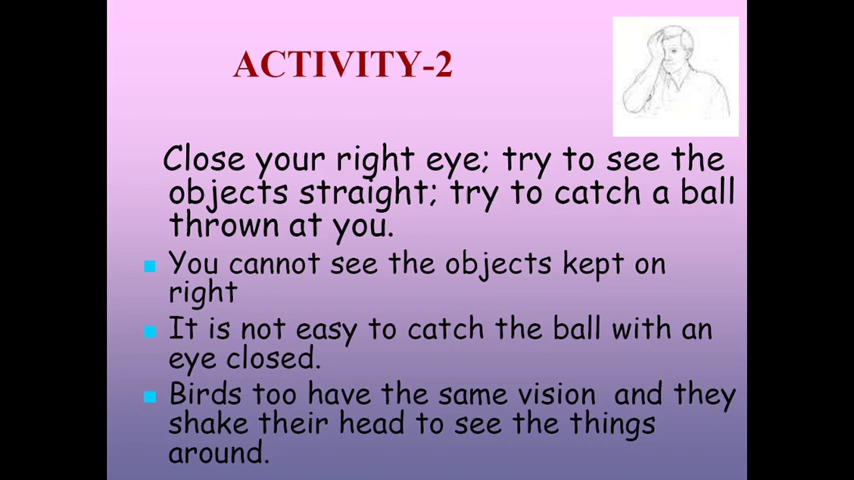 ACTIVITY-2
Close your right eye; try to see the
objects straight; try to catch a ball
thrown at you.
You cannot see the objects kept on
right
It is not easy to catch the ball with an
eye closed.
Birds too have the same vision and they
shake their head to see the things
around.